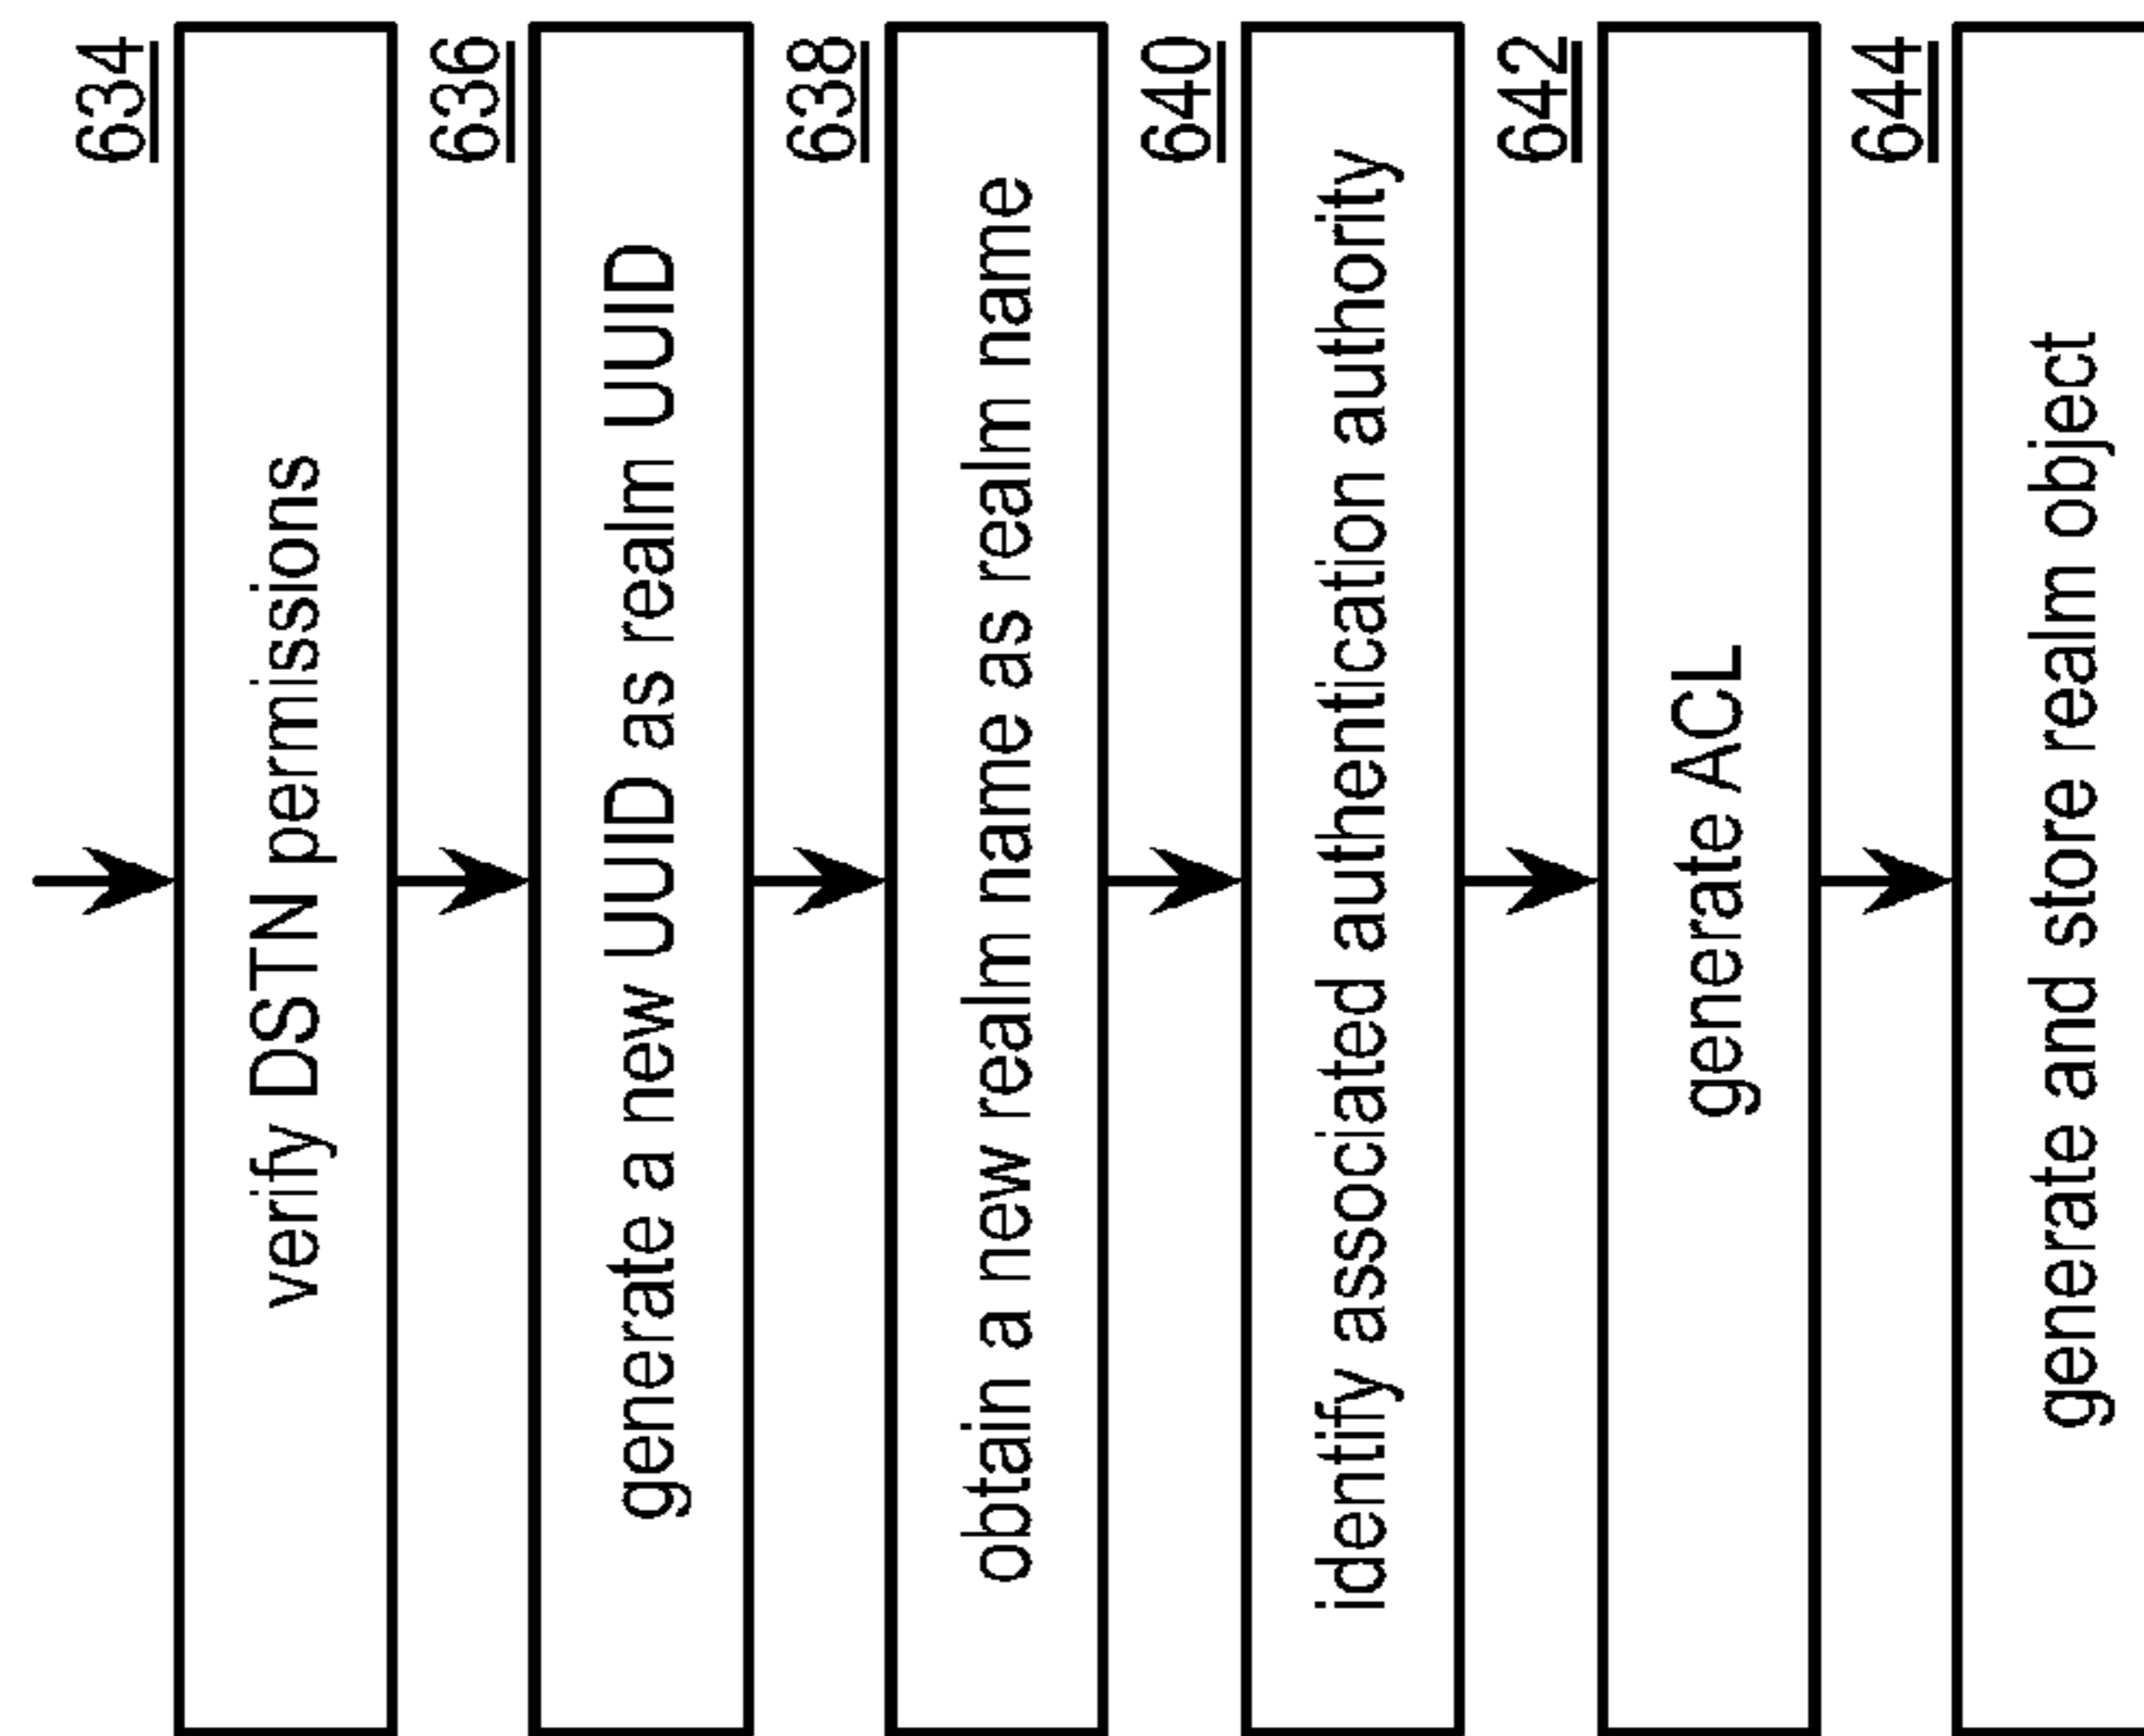 634
verify DSTN permissions
636
generate a new UUID as realm UUID
638
obtain a new realm name as realm name
640
identify associated authentication authority
642
generate ACL
644
generate and store realm object